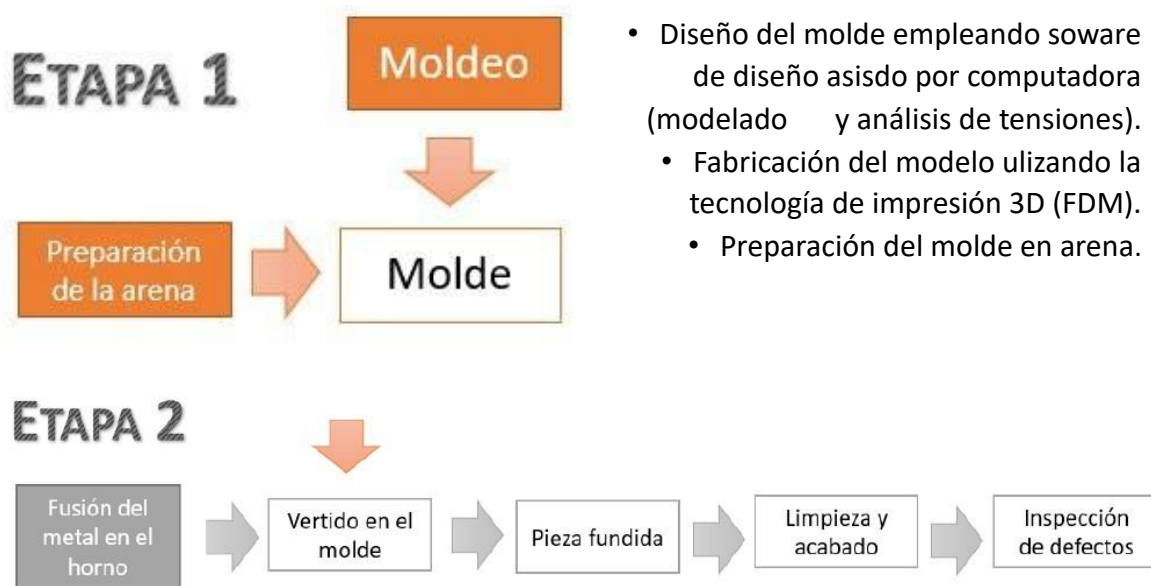 ETAPA 1
Moldeo
Preparación
de la arena
Molde
• Diseño del molde empleando soware
de diseño asisdo por computadora
(modelado y análisis de tensiones).
• Fabricación del modelo ulizando la
tecnología de impresión 3D (FDM).
• Preparación del molde en arena.
ETAPA 2
Fusión del
metal en el
horno
Vertido en el
molde
Pieza fundida
Limpieza y
acabado
Inspección
de defectos